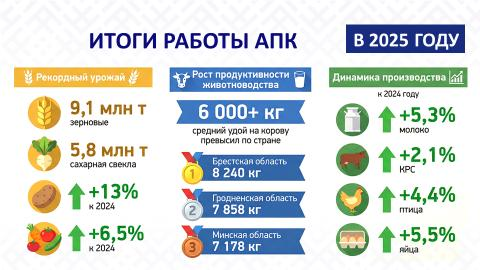 ИТОГИ РАБОТЫ АПК
В 2025 ГОДУ
Рекордный урожай
9,1 млн т
зерновые
5,8 млн т
сахарная свекла
+13%
к 2024
+6,5%
к 2024
Рост продуктивности
животноводства
6 000+ кг
средний удой на корову
превысил по стране
1
Брестская область
8 240 кг
2
Гродненская область
7 858 кг
3
Минская область
7 178 кг
Динамика производства
к 2024 году
+5,3%
молоко
+2,1%
КРС
+4,4%
птица
+5,5%
яйца